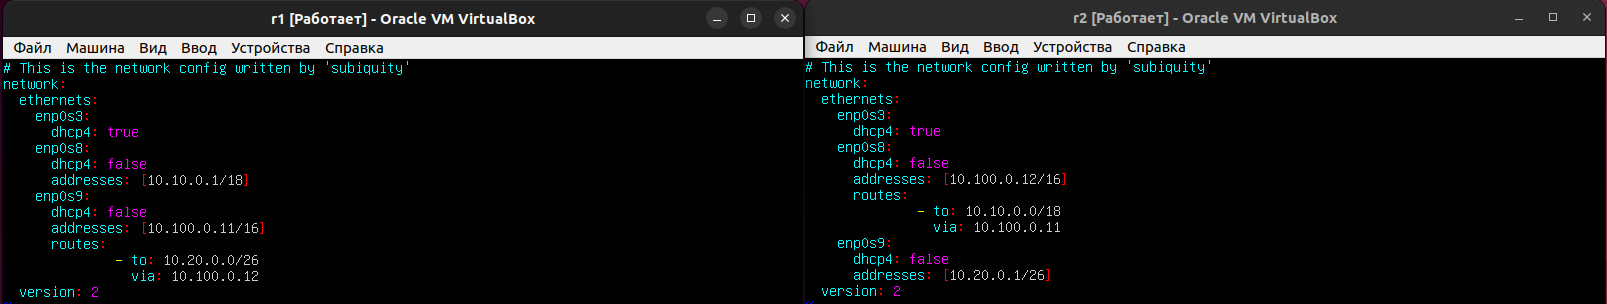 r1 [Работает] - Oracle VM VirtualBox
Файл Машина Вид Ввод Устройства Справка
# This is the network config written by 'subiquity'
network:
  ethernets:
    enp0s3:
      dhcp4: true
    enp0s8:
      dhcp4: false
      addresses: [10.10.0.1/18]
    enp0s9:
      dhcp4: false
      addresses: [10.100.0.11/16]
      routes:
              - to: 10.20.0.0/26
                via: 10.100.0.12
  version: 2
r2 [Работает] - Oracle VM VirtualBox
Файл Машина Вид Ввод Устройства Справка
# This is the network config written by 'subiquity'
network:
  ethernets:
    enp0s3:
      dhcp4: true
    enp0s8:
      dhcp4: false
      addresses: [10.100.0.12/16]
      routes:
              - to: 10.10.0.0/18
                via: 10.100.0.11
    enp0s9:
      dhcp4: false
      addresses: [10.20.0.1/26]
  version: 2